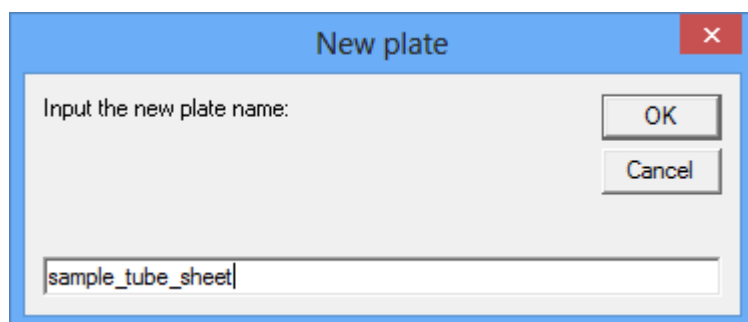 New plate
Input the new plate name:
OK
Cancel
sample_tube_sheet